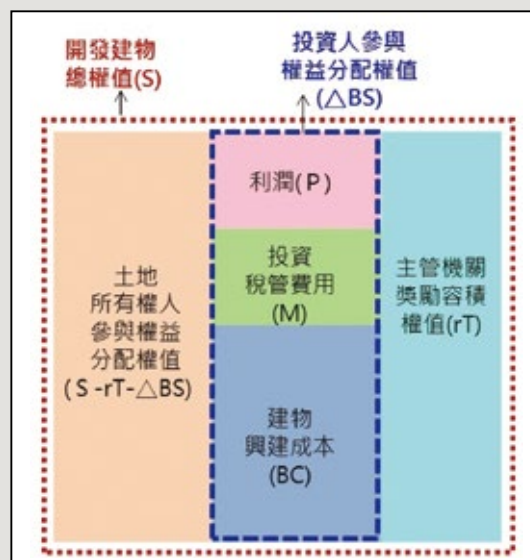 開發建物
總權值(S)
投資人參與
權益分配權值
(△BS)
土地
所有權人
參與權益
分配權值
(S-rT-△BS)
利潤(P)
投資
稅管費用
(M)
建物
興建成本
(BC)
主管機關
獎勵容積
權值(rT)